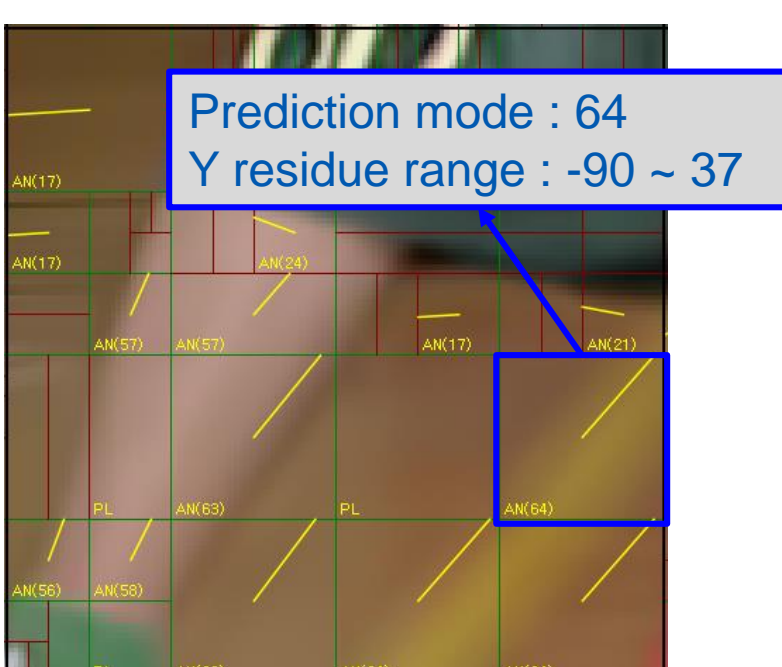 Prediction mode : 64
Y residue range : -90 ~ 37
AN(17)
AN(17)
AN(24)
AN(57)
AN(57)
AN(17)
AN(21)
PL
AN(63)
PL
AN(64)
AN(56)
AN(58)